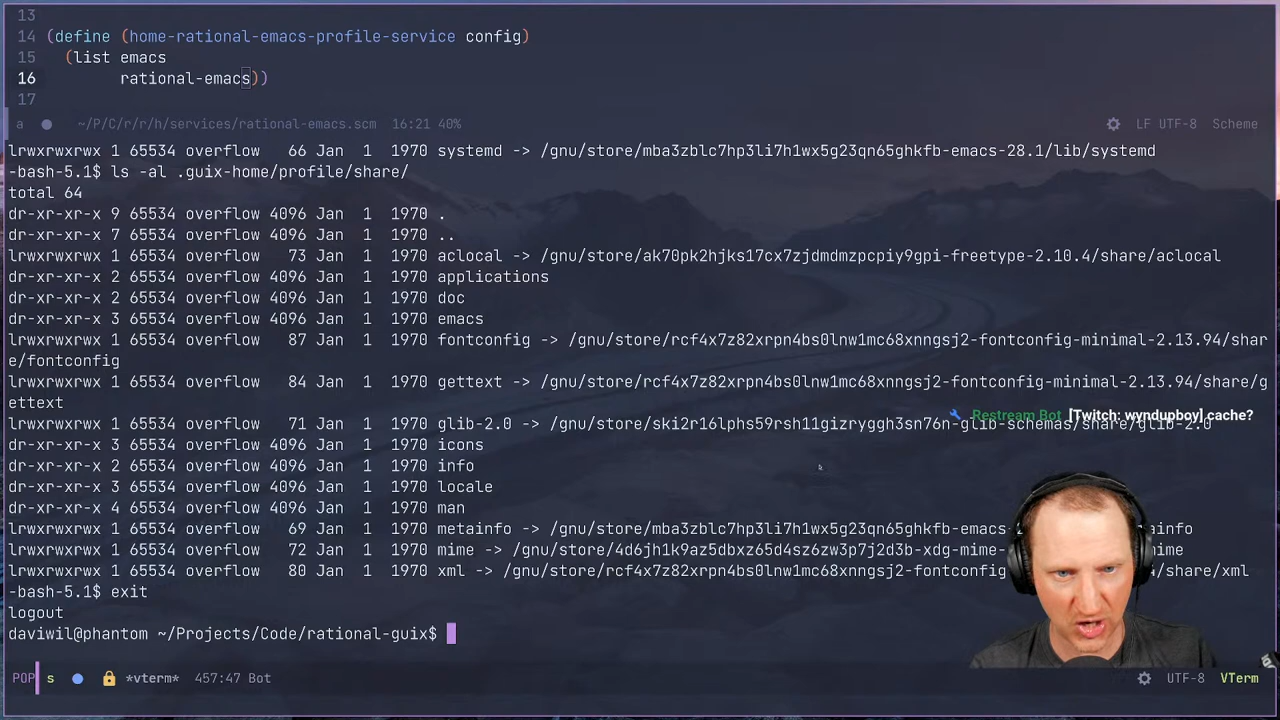 13
14 (define (home-rational-emacs-profile-service config)
15 (list emacs
16 rational-emacs))
17
a ~/P/C/r/r/h/services/rational-emacs.scm 16:21 40% LF UTF-8 Scheme
lrwxrwxrwx 1 65534 overflow 66 Jan 1 1970 systemd -> /gnu/store/mba3zblc7hp3li7h1wx5g23qn65ghkfb-emacs-28.1/lib/systemd
-bash-5.1$ ls -al .guix-home/profile/share/
total 64
dr-xr-xr-x 9 65534 overflow 4096 Jan 1 1970 .
dr-xr-xr-x 7 65534 overflow 4096 Jan 1 1970 ..
lrwxrwxrwx 1 65534 overflow 73 Jan 1 1970 aclocal -> /gnu/store/ak70pk2hjks17cx7zjdmdmzpcpiy9gpi-freetype-2.10.4/share/aclocal
dr-xr-xr-x 2 65534 overflow 4096 Jan 1 1970 applications
dr-xr-xr-x 2 65534 overflow 4096 Jan 1 1970 doc
dr-xr-xr-x 3 65534 overflow 4096 Jan 1 1970 emacs
lrwxrwxrwx 1 65534 overflow 87 Jan 1 1970 fontconfig -> /gnu/store/rcf4x7z82xrpn4bs0lnw1mc68xnngsj2-fontconfig-minimal-2.13.94/shar
e/fontconfig
lrwxrwxrwx 1 65534 overflow 84 Jan 1 1970 gettext -> /gnu/store/rcf4x7z82xrpn4bs0lnw1mc68xnngsj2-fontconfig-minimal-2.13.94/share/g
ettext
Restream Bot [Twitch: wyndupboy] cache?
lrwxrwxrwx 1 65534 overflow 71 Jan 1 1970 glib-2.0 -> /gnu/store/ski2r16lphs59rsh11gizryggh3sn76n-glib-schemas/share/glib-2.0
dr-xr-xr-x 3 65534 overflow 4096 Jan 1 1970 icons
dr-xr-xr-x 2 65534 overflow 4096 Jan 1 1970 info
dr-xr-xr-x 3 65534 overflow 4096 Jan 1 1970 locale
dr-xr-xr-x 4 65534 overflow 4096 Jan 1 1970 man
lrwxrwxrwx 1 65534 overflow 69 Jan 1 1970 metainfo -> /gnu/store/mba3zblc7hp3li7h1wx5g23qn65ghkfb-emacs-
lrwxrwxrwx 1 65534 overflow 72 Jan 1 1970 mime -> /gnu/store/4d6jh1k9az5dbxz65d4sz6zw3p7j2d3b-xdg-mime- mime
lrwxrwxrwx 1 65534 overflow 80 Jan 1 1970 xml -> /gnu/store/rcf4x7z82xrpn4bs0lnw1mc68xnngsj2-fontconfig /share/xml
-bash-5.1$ exit
logout
daviwil@phantom ~/Projects/Code/rational-guix$
POP s *vterm* 457:47 Bot UTF-8 VTerm